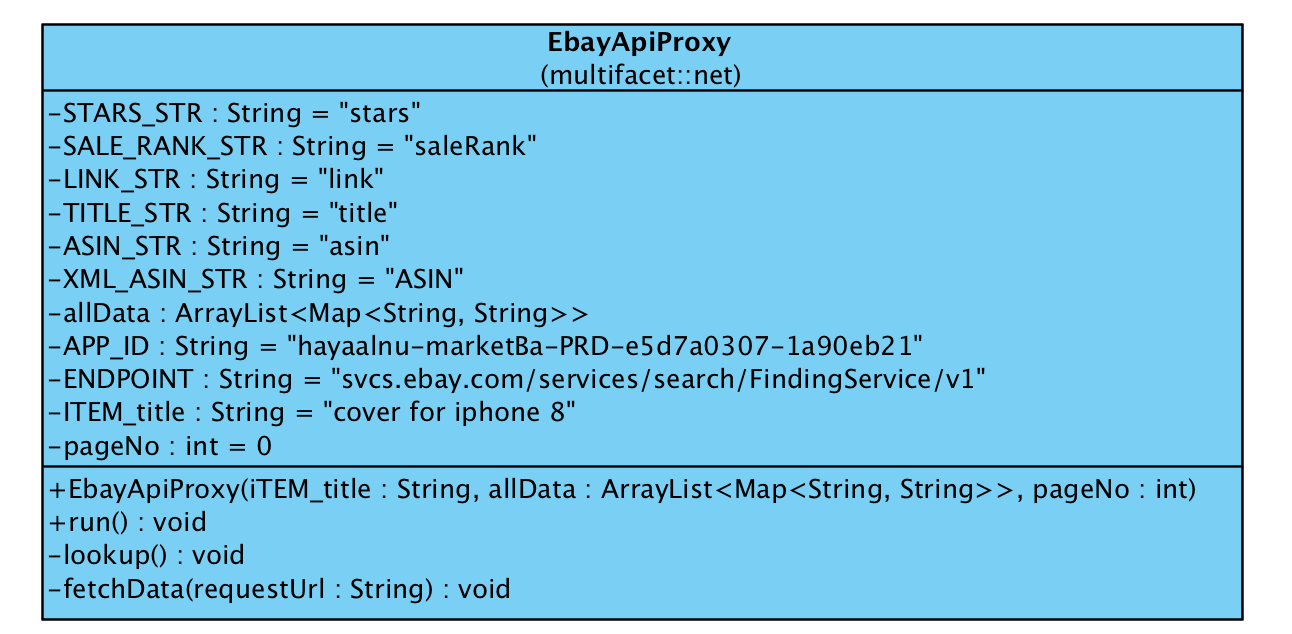 EbayApiProxy
(multifacet::net)
-STARS_STR : String = "stars"
-SALE_RANK_STR : String = "saleRank"
-LINK_STR : String = "link"
-TITLE_STR : String = "title"
-ASIN_STR : String = "asin"
-XML_ASIN_STR : String = "ASIN"
-allData : ArrayList<Map<String, String>>
-APP_ID : String = "hayaalnu-marketBa-PRD-e5d7a0307-1a90eb21"
-ENDPOINT : String = "svcs.ebay.com/services/search/FindingService/v1"
-ITEM_title : String = "cover for iphone 8"
-pageNo : int = 0
+EbayApiProxy(iTEM_title : String, allData : ArrayList<Map<String, String>>, pageNo : int)
+run() : void
-lookup() : void
-fetchData(requestUrl : String) : void